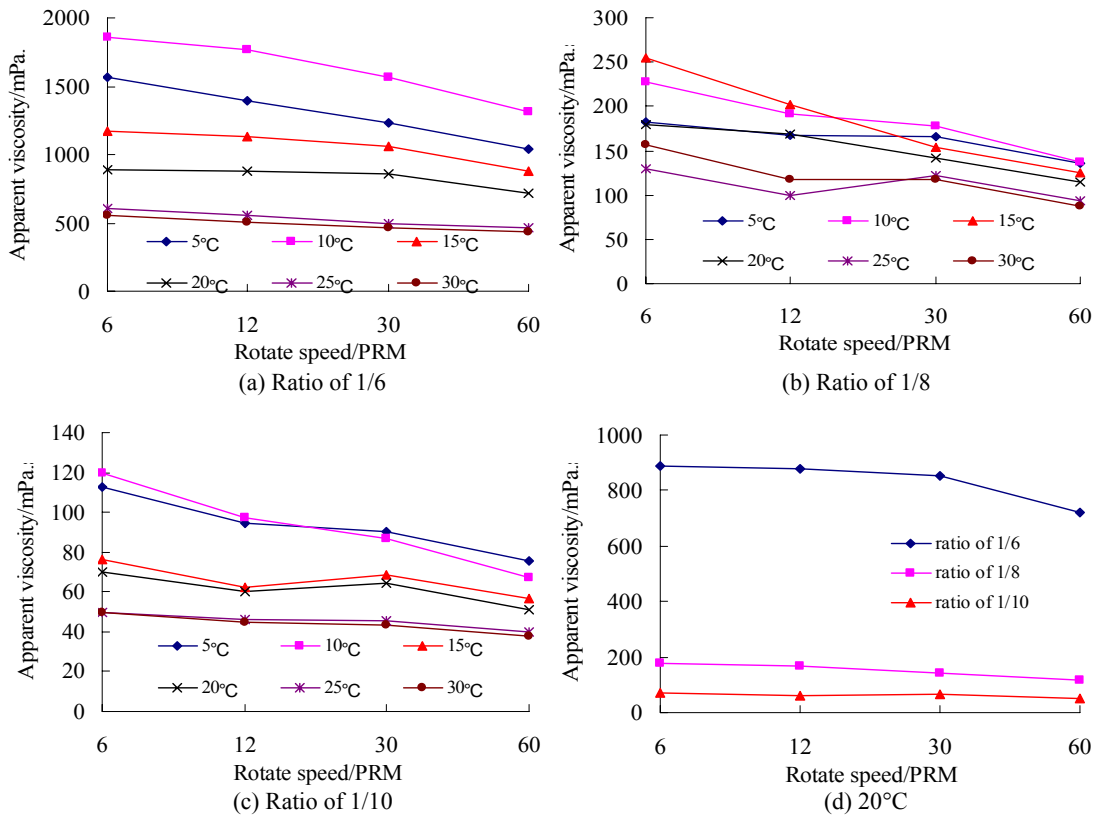 2000
1500
1000
500
0
Apparent viscosity/mPa.
5℃ 10℃ 15℃
20℃ 25℃ 30℃
6 12 30 60
Rotate speed/PRM
(a) Ratio of 1/6
300
250
200
150
100
50
0
Apparent viscosity/mPa.
5℃ 10℃ 15℃
20℃ 25℃ 30℃
6 12 30 60
Rotate speed/PRM
(b) Ratio of 1/8
140
120
100
80
60
40
20
0
Apparent viscosity/mPa.
5℃ 10℃ 15℃
20℃ 25℃ 30℃
6 12 30 60
Rotate speed/PRM
(c) Ratio of 1/10
1000
800
600
400
200
0
Apparent viscosity/mPa.
ratio of 1/6
ratio of 1/8
ratio of 1/10
6 12 30 60
Rotate speed/PRM
(d) 20°C